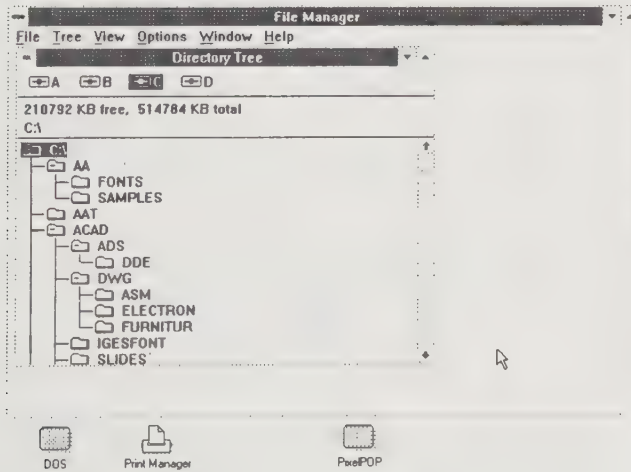 File Manager
File Tree View Options Window Help
Directory Tree
A B C D
210792 KB free, 514784 KB total
C:\
C:\
AA
FONTS
SAMPLES
AAT
ACAD
ADS
DDE
DWG
ASM
ELECTRON
FURNITUR
IGESFONT
SLIDES
DOS Print Manager PixelPOP